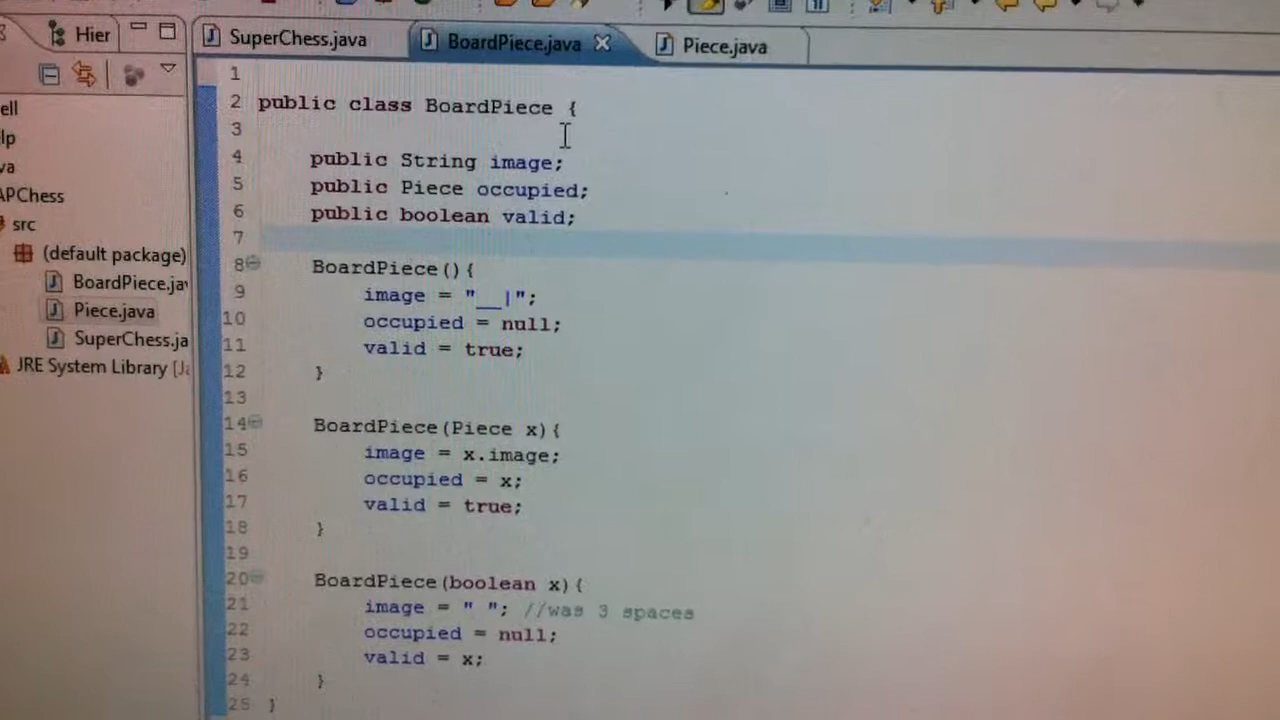 Hier
SuperChess.java
BoardPiece.java
Piece.java
ell
lp
va
APChess
src
(default package)
BoardPiece.jav
Piece.java
SuperChess.ja
JRE System Library [Ja
1
2 public class BoardPiece {
3
4 public String image;
5 public Piece occupied;
6 public boolean valid;
7
8 BoardPiece(){
9 image = "__|";
10 occupied = null;
11 valid = true;
12 }
13
14 BoardPiece(Piece x){
15 image = x.image;
16 occupied = x;
17 valid = true;
18 }
19
20 BoardPiece(boolean x){
21 image = " "; //was 3 spaces
22 occupied = null;
23 valid = x;
24 }
25 }